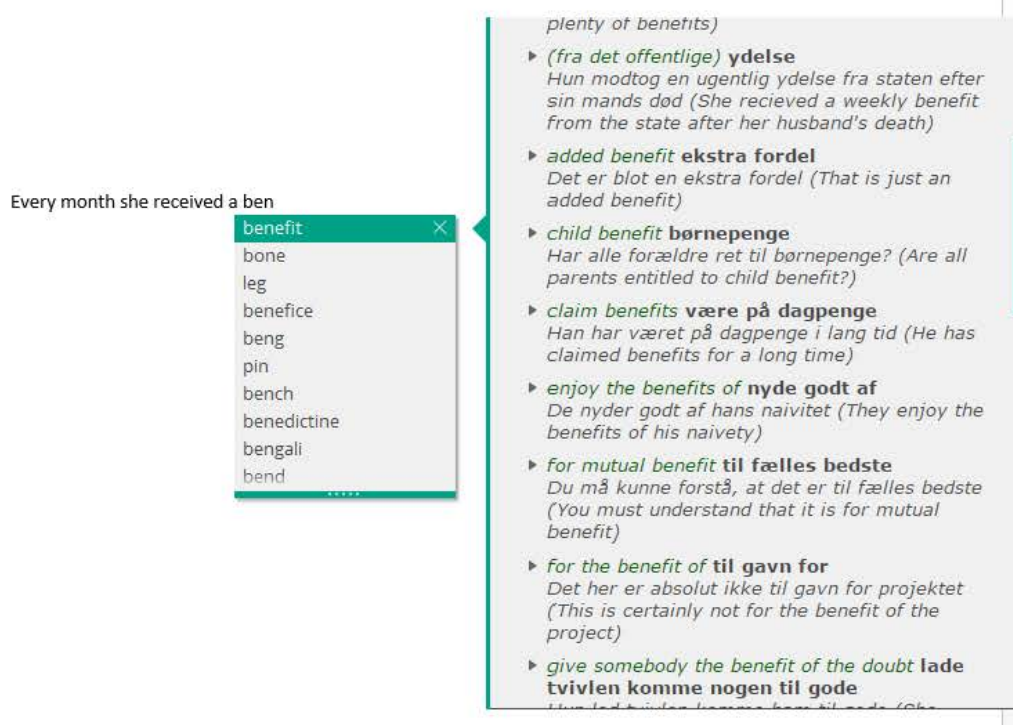 Every month she received a ben
benefit
bone
leg
benefice
beng
pin
bench
benedictine
bengali
bend
plenty of benefits)
(fra det offentlige) ydelse
Hun modtog en ugentlig ydelse fra staten efter
sin mands død (She recieved a weekly benefit
from the state after her husband's death)
added benefit ekstra fordel
Det er blot en ekstra fordel (That is just an
added benefit)
child benefit børnepenge
Har alle forældre ret til børnepenge? (Are all
parents entitled to child benefit?)
claim benefits være på dagpenge
Han har været på dagpenge i lang tid (He has
claimed benefits for a long time)
enjoy the benefits of nyde godt af
De nyder godt af hans naivitet (They enjoy the
benefits of his naivety)
for mutual benefit til fælles bedste
Du må kunne forstå, at det er til fælles bedste
(You must understand that it is for mutual
benefit)
for the benefit of til gavn for
Det her er absolut ikke til gavn for projektet
(This is certainly not for the benefit of the
project)
give somebody the benefit of the doubt lade
tvivlen komme nogen til gode
Hun lod tvivlen komme ham til gode (She